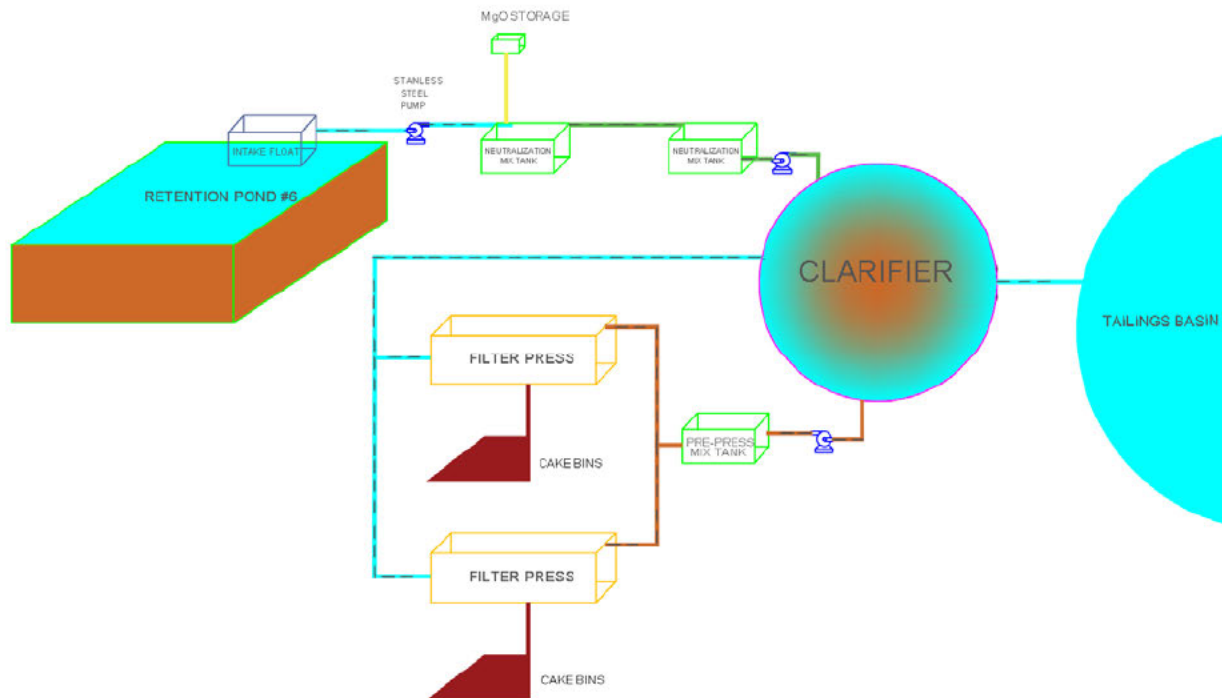 MgO STORAGE
STANLESS
STEEL
PUMP
INTAKE FLOAT
NEUTRALIZATION
MIX TANK
NEUTRALIZATION
MIX TANK
RETENTION POND #6
CLARIFIER
TAILINGS BASIN
FILTER PRESS
PRE-PRESS
MIX TANK
CAKE BINS
FILTER PRESS
CAKE BINS